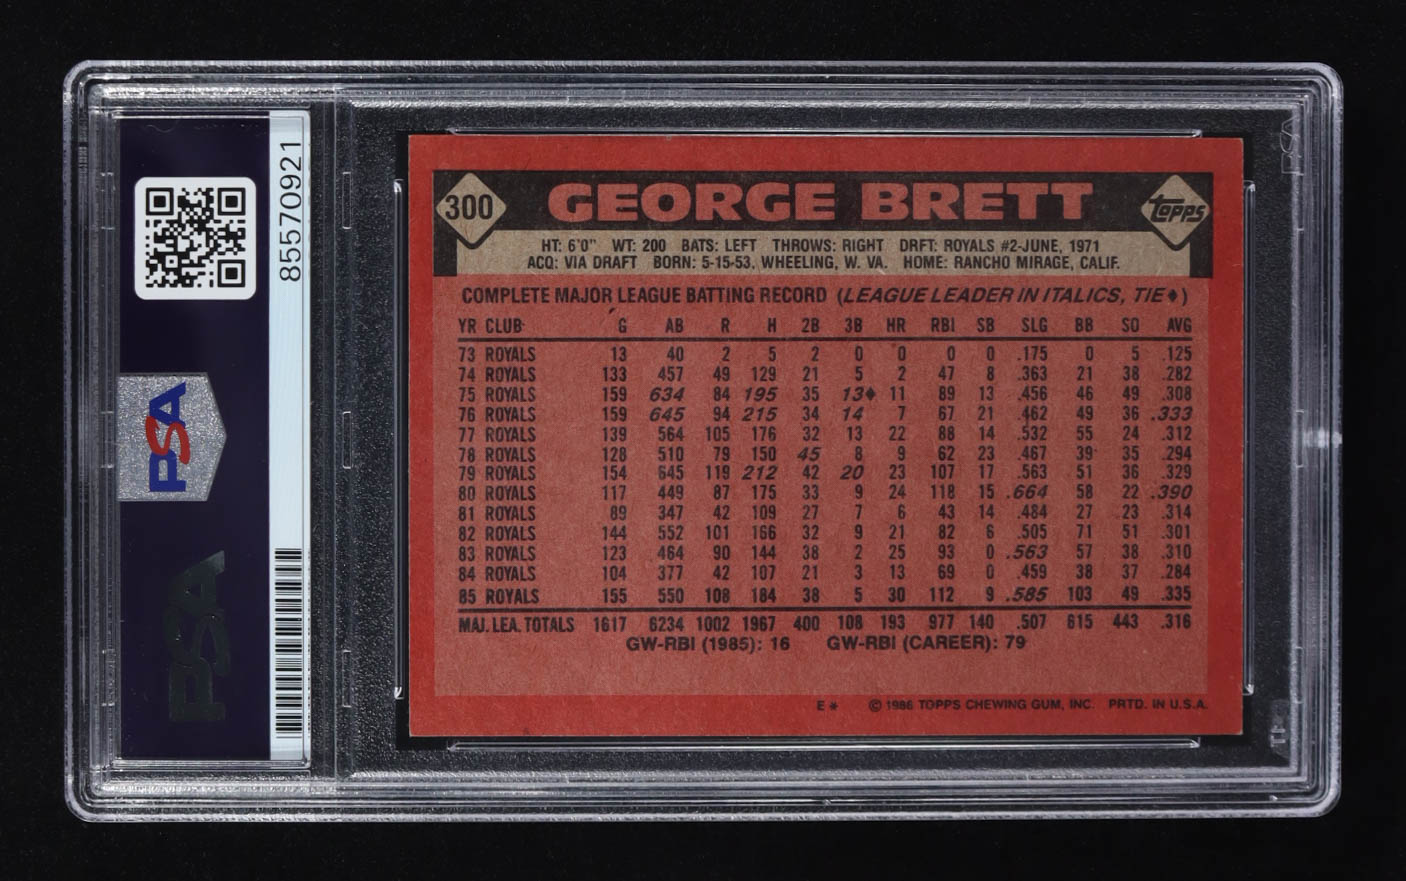 85570921
PSA
PSA
300
GEORGE BRETT
topps
HT: 6'0" WT: 200 BATS: LEFT THROWS: RIGHT DRFT: ROYALS #2-JUNE, 1971
ACQ: VIA DRAFT BORN: 5-15-53, WHEELING, W. VA. HOME: RANCHO MIRAGE, CALIF.
COMPLETE MAJOR LEAGUE BATTING RECORD (LEAGUE LEADER IN ITALICS, TIE♦)
YR CLUB G AB R H 2B 3B HR RBI SB SLG BB SO AVG
73 ROYALS 13 40 2 5 2 0 0 0 0 .175 0 5 .125
74 ROYALS 133 457 49 129 21 5 2 47 8 .363 21 38 .282
75 ROYALS 159 634 84 195 35 13♦ 11 89 13 .456 46 49 .308
76 ROYALS 159 645 94 215 34 14 7 67 21 .462 49 36 .333
77 ROYALS 139 564 105 176 32 13 22 88 14 .532 55 24 .312
78 ROYALS 128 510 79 150 45 8 9 62 23 .467 39 35 .294
79 ROYALS 154 645 119 212 42 20 23 107 17 .563 51 36 .329
80 ROYALS 117 449 87 175 33 9 24 118 15 .664 58 22 .390
81 ROYALS 89 347 42 109 27 7 6 43 14 .484 27 23 .314
82 ROYALS 144 552 101 166 32 9 21 82 6 .505 71 51 .301
83 ROYALS 123 464 90 144 38 2 25 93 0 .563 57 38 .310
84 ROYALS 104 377 42 107 21 3 13 69 0 .459 38 37 .284
85 ROYALS 155 550 108 184 38 5 30 112 9 .585 103 49 .335
MAJ. LEA. TOTALS 1617 6234 1002 1967 400 108 193 977 140 .507 615 443 .316
GW-RBI (1985): 16 GW-RBI (CAREER): 79
E * © 1986 TOPPS CHEWING GUM, INC. PRTD. IN U.S.A.